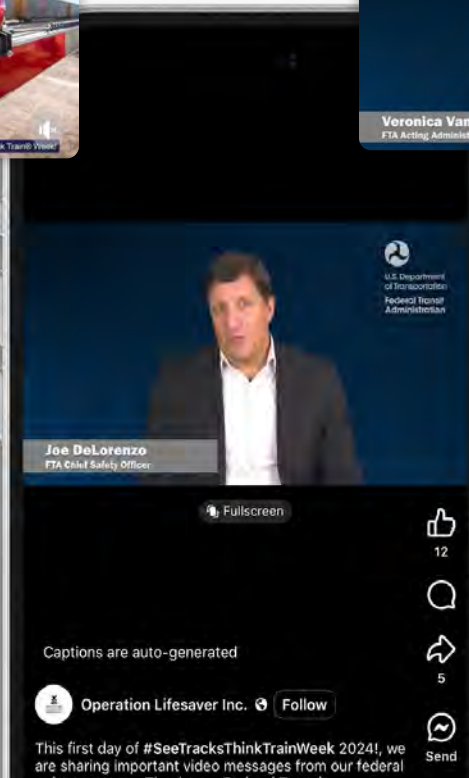 k Train® Week!
Veronica Van
FTA Acting Administ
U.S. Department
of Transportation
Federal Transit
Administration
Joe DeLorenzo
FTA Chief Safety Officer
Fullscreen
12
Captions are auto-generated
5
Operation Lifesaver Inc.
Follow
Send
This first day of #SeeTracksThinkTrainWeek 2024!, we
are sharing important video messages from our federal